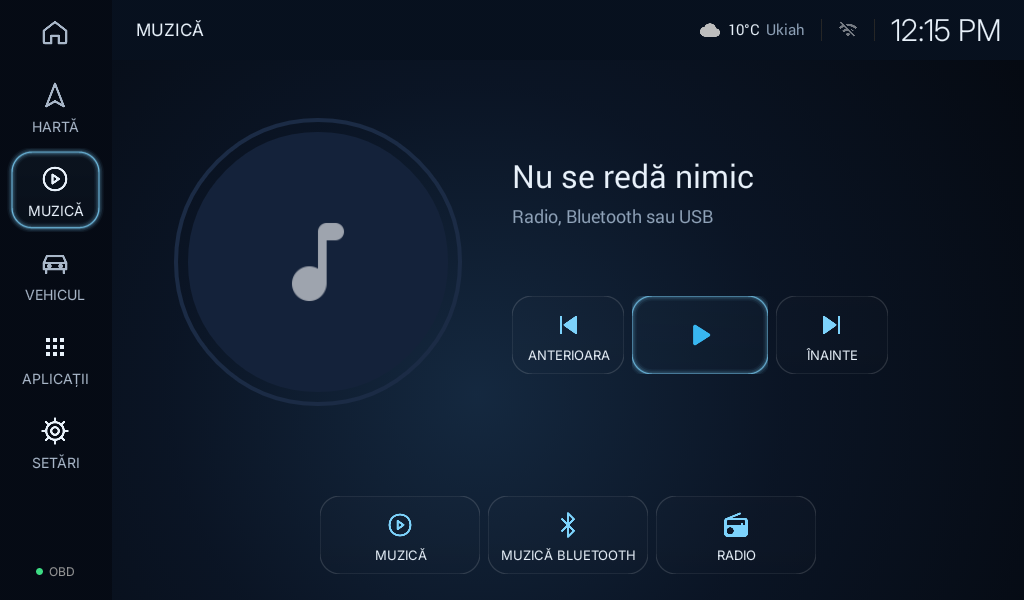 MUZICĂ
10°C Ukiah
12:15 PM
HARTĂ
MUZICĂ
VEHICUL
APLICAȚII
SETĂRI
OBD
Nu se redă nimic
Radio, Bluetooth sau USB
ANTERIOARA
ÎNAINTE
MUZICĂ
MUZICĂ BLUETOOTH
RADIO